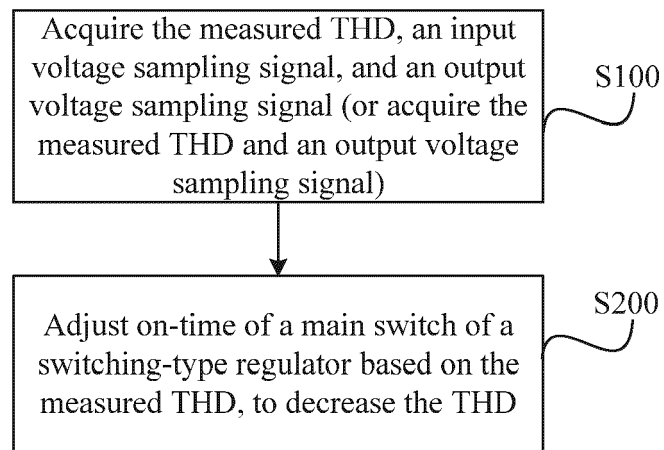 Acquire the measured THD, an input
voltage sampling signal, and an output
voltage sampling signal (or acquire the
measured THD and an output voltage
sampling signal)
S100
Adjust on-time of a main switch of a
switching-type regulator based on the
measured THD, to decrease the THD
S200